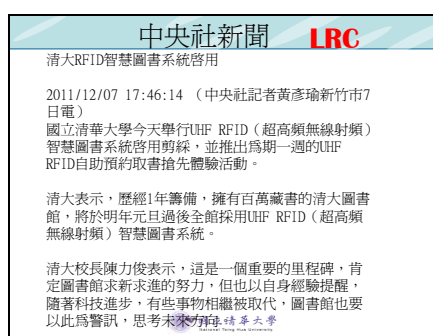 中央社新聞 LRC
清大RFID智慧圖書系統啓用
2011/12/07 17:46:14 （中央社記者黃彥瑜新竹市7
日電）
國立清華大學今天舉行UHF RFID（超高頻無線射頻）
智慧圖書系統啓用剪綵，並推出爲期一週的UHF
RFID自助預約取書搶先體驗活動。
清大表示，歷經1年籌備，擁有百萬藏書的清大圖書
館，將於明年元旦過後全館採用UHF RFID（超高頻
無線射頻）智慧圖書系統。
清大校長陳力俊表示，這是一個重要的里程碑，肯
定圖書館求新求進的努力，但也以自身經驗提醒，
隨著科技進步，有些事物相繼被取代，圖書館也要
以此爲警訊，思考未來方向。
National Tsing Hua University